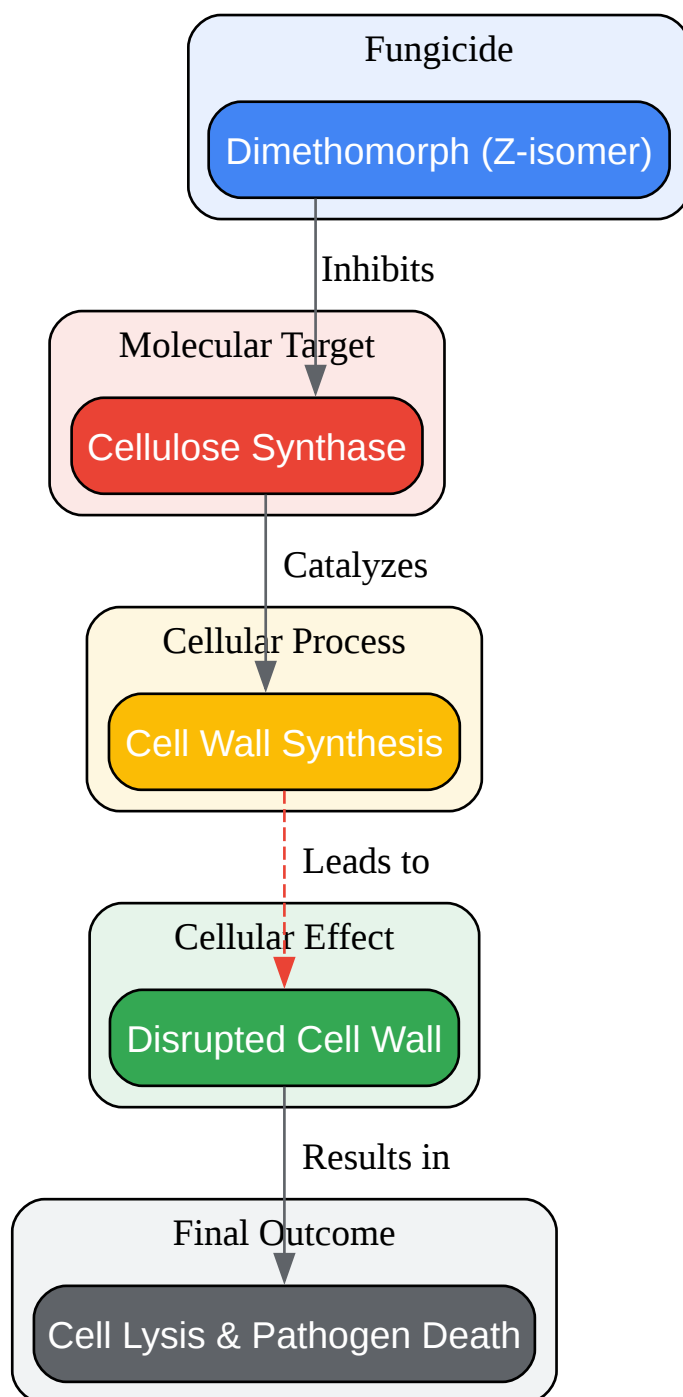 Fungicide
Dimethomorph (Z-isomer)
Inhibits
Molecular Target
Cellulose Synthase
Catalyzes
Cellular Process
Cell Wall Synthesis
Leads to
Cellular Effect
Disrupted Cell Wall
Results in
Final Outcome
Cell Lysis & Pathogen Death